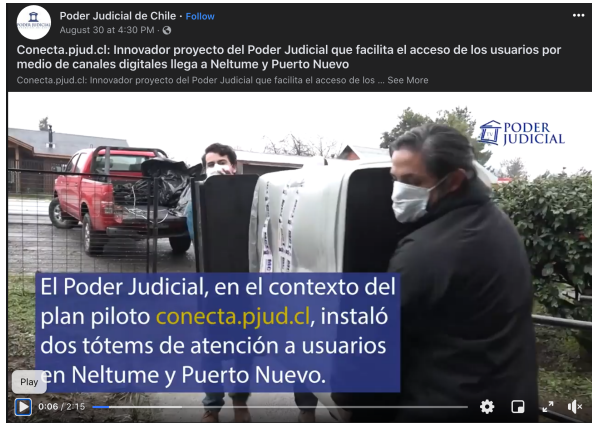 Poder Judicial de Chile · Follow
August 30 at 4:30 PM ·
Conecta.pjud.cl: Innovador proyecto del Poder Judicial que facilita el acceso de los usuarios por
medio de canales digitales llega a Neltume y Puerto Nuevo
Conecta.pjud.cl: Innovador proyecto del Poder Judicial que facilita el acceso de los ... See More
PODER
JUDICIAL
El Poder Judicial, en el contexto del
plan piloto conecta.pjud.cl, instaló
dos tótems de atención a usuarios
en Neltume y Puerto Nuevo.
Play
0:06 / 2:15